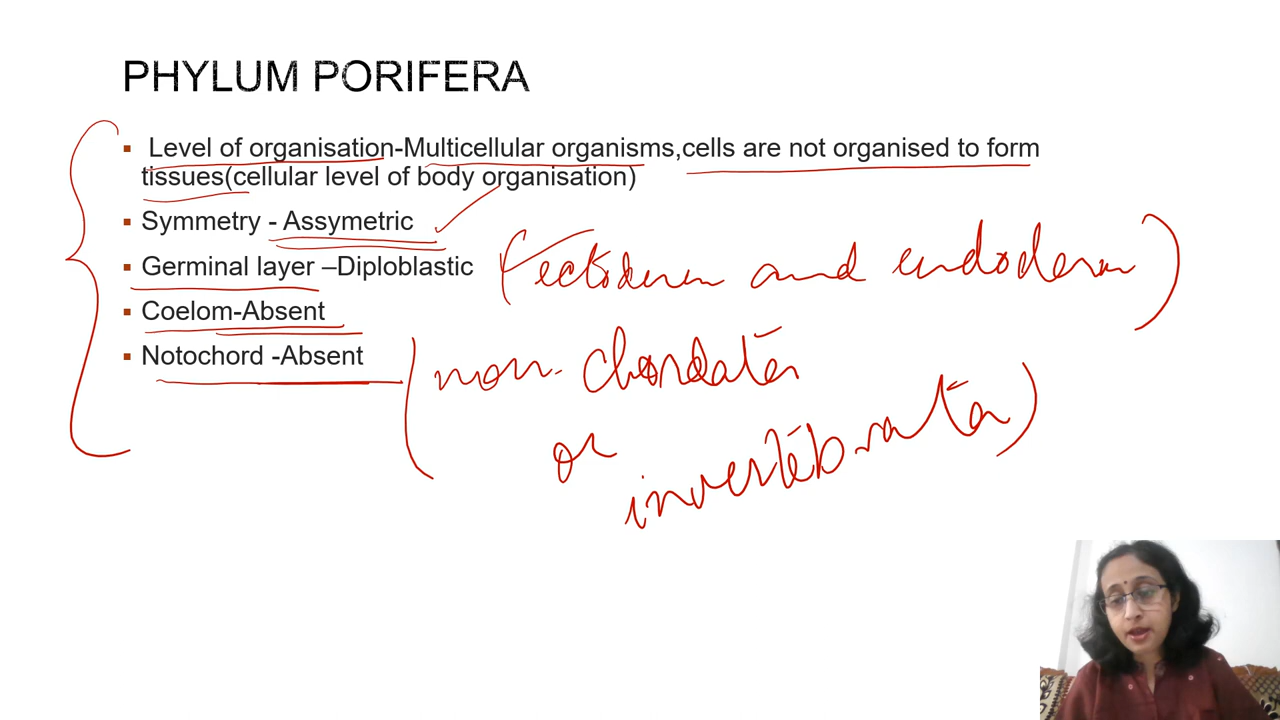 PHYLUM PORIFERA
▪ Level of organisation-Multicellular organisms,cells are not organised to form
tissues(cellular level of body organisation)
▪ Symmetry - Assymetric
▪ Germinal layer –Diploblastic (ectoderm and endoderm)
▪ Coelom-Absent
▪ Notochord -Absent (non-chordata
or
invertebrata)